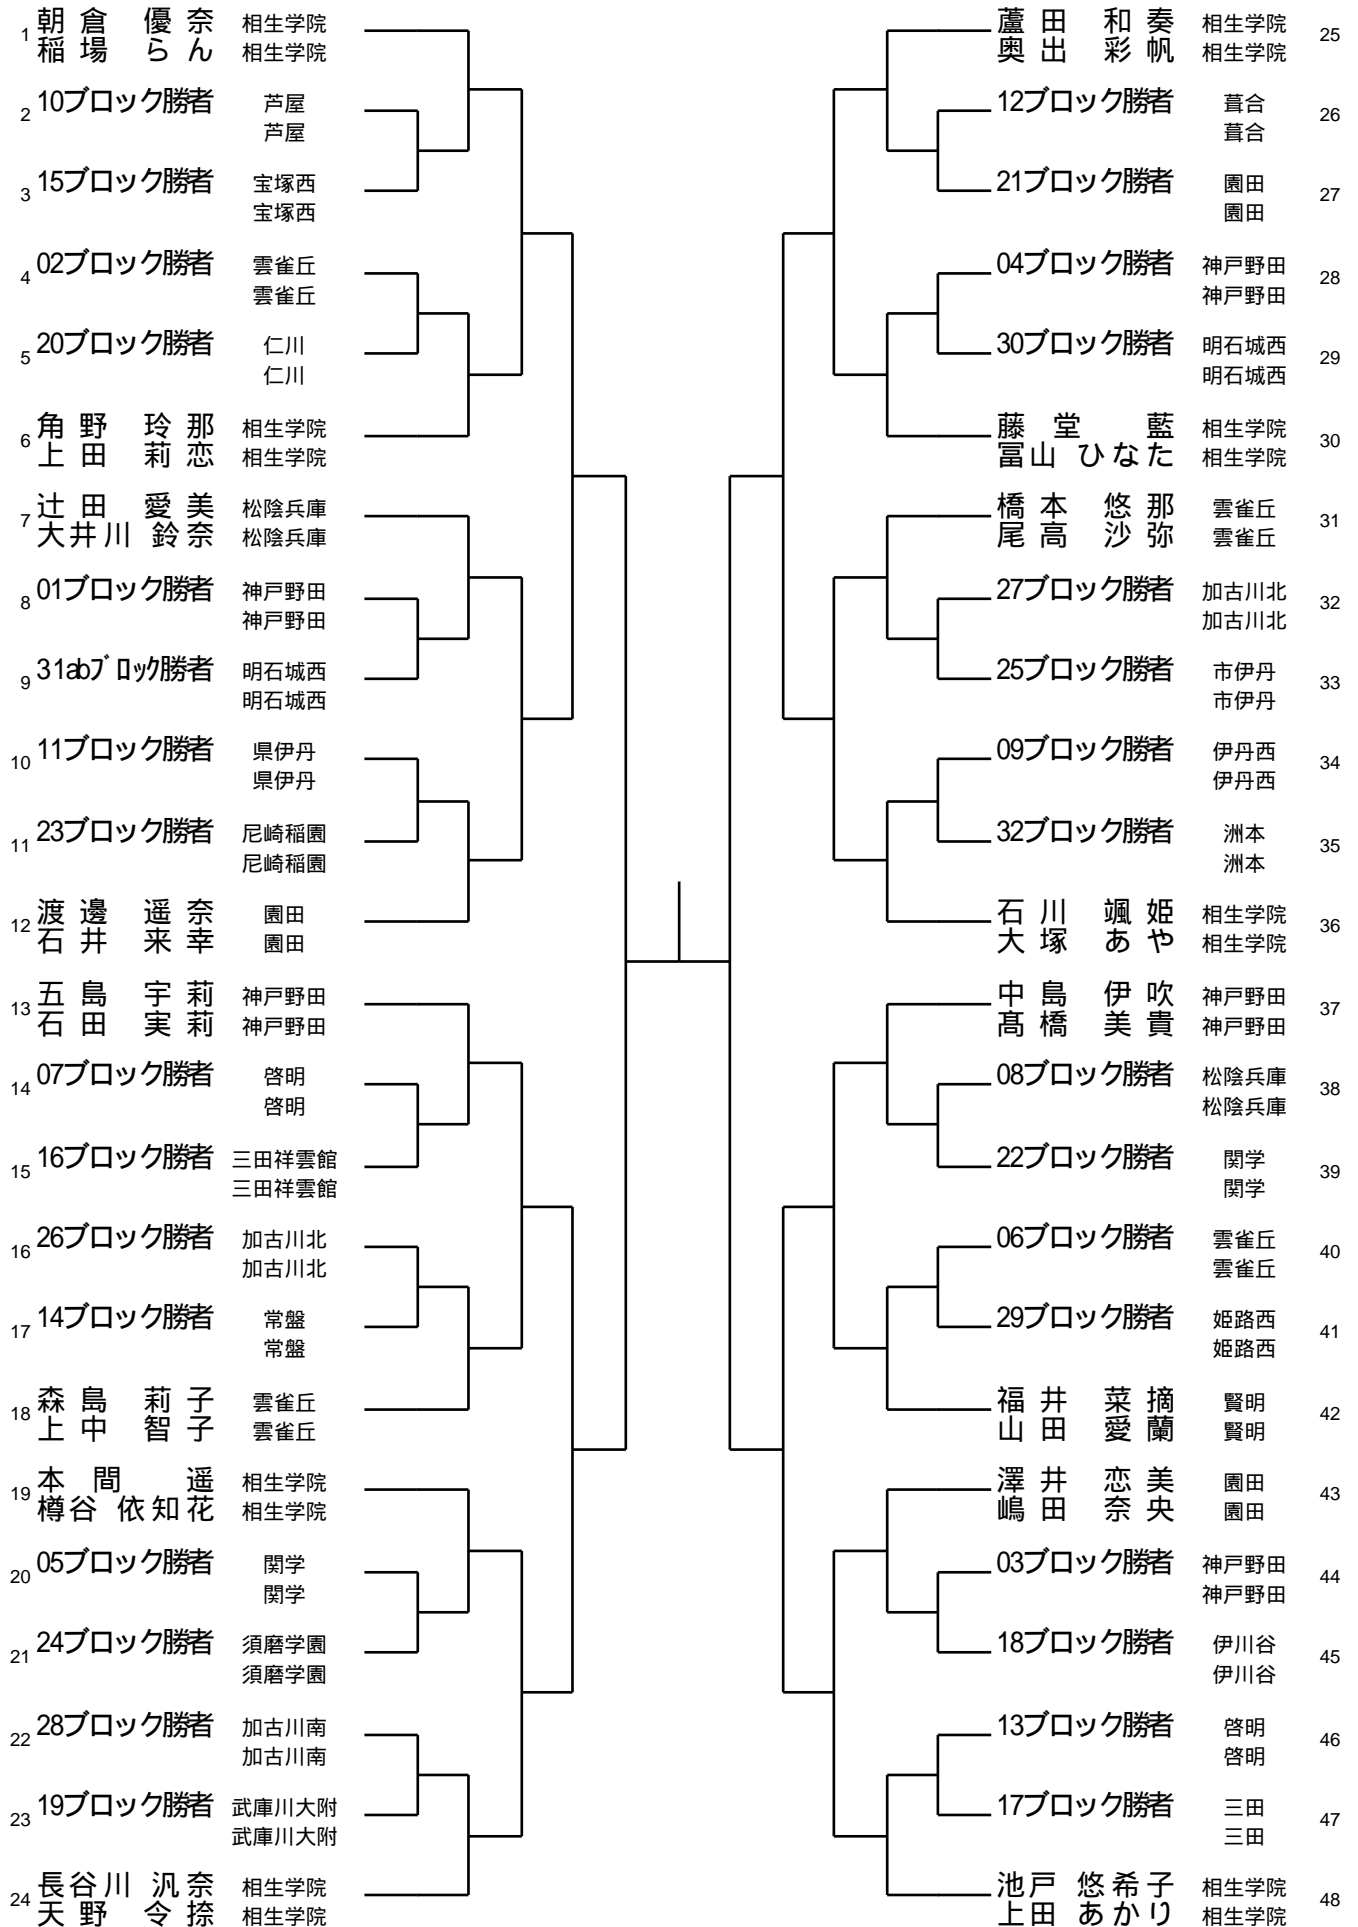 1 朝倉 優奈 相生学院
稲場 らん 相生学院
2 10ブロック勝者 芦屋
芦屋
3 15ブロック勝者 宝塚西
宝塚西
4 02ブロック勝者 雲雀丘
雲雀丘
5 20ブロック勝者 仁川
仁川
6 角野 玲那 相生学院
上田 莉恋 相生学院
7 辻田 愛美 松陰兵庫
大井川 鈴奈 松陰兵庫
8 01ブロック勝者 神戸野田
神戸野田
9 31abブロック勝者 明石城西
明石城西
10 11ブロック勝者 県伊丹
県伊丹
11 23ブロック勝者 尼崎稲園
尼崎稲園
12 渡邊 遥奈 園田
石井 来幸 園田
13 五島 宇莉 神戸野田
石田 実莉 神戸野田
14 07ブロック勝者 啓明
啓明
15 16ブロック勝者 三田祥雲館
三田祥雲館
16 26ブロック勝者 加古川北
加古川北
17 14ブロック勝者 常盤
常盤
18 森島 莉子 雲雀丘
上中 智子 雲雀丘
19 本間 遥 相生学院
樽谷 依知花 相生学院
20 05ブロック勝者 関学
関学
21 24ブロック勝者 須磨学園
須磨学園
22 28ブロック勝者 加古川南
加古川南
23 19ブロック勝者 武庫川大附
武庫川大附
24 長谷川 汎奈 相生学院
天野 令捺 相生学院
蘆田 和奏 相生学院 25
奥出 彩帆 相生学院
12ブロック勝者 葺合 26
葺合
21ブロック勝者 園田 27
園田
04ブロック勝者 神戸野田 28
神戸野田
30ブロック勝者 明石城西 29
明石城西
藤堂 藍 相生学院 30
冨山 ひなた 相生学院
橋本 悠那 雲雀丘 31
尾高 沙弥 雲雀丘
27ブロック勝者 加古川北 32
加古川北
25ブロック勝者 市伊丹 33
市伊丹
09ブロック勝者 伊丹西 34
伊丹西
32ブロック勝者 洲本 35
洲本
石川 颯姫 相生学院 36
大塚 あや 相生学院
中島 伊吹 神戸野田 37
髙橋 美貴 神戸野田
08ブロック勝者 松陰兵庫 38
松陰兵庫
22ブロック勝者 関学 39
関学
06ブロック勝者 雲雀丘 40
雲雀丘
29ブロック勝者 姫路西 41
姫路西
福井 菜摘 賢明 42
山田 愛蘭 賢明
澤井 恋美 園田 43
嶋田 奈央 園田
03ブロック勝者 神戸野田 44
神戸野田
18ブロック勝者 伊川谷 45
伊川谷
13ブロック勝者 啓明 46
啓明
17ブロック勝者 三田 47
三田
池戸 悠希子 相生学院 48
上田 あかり 相生学院